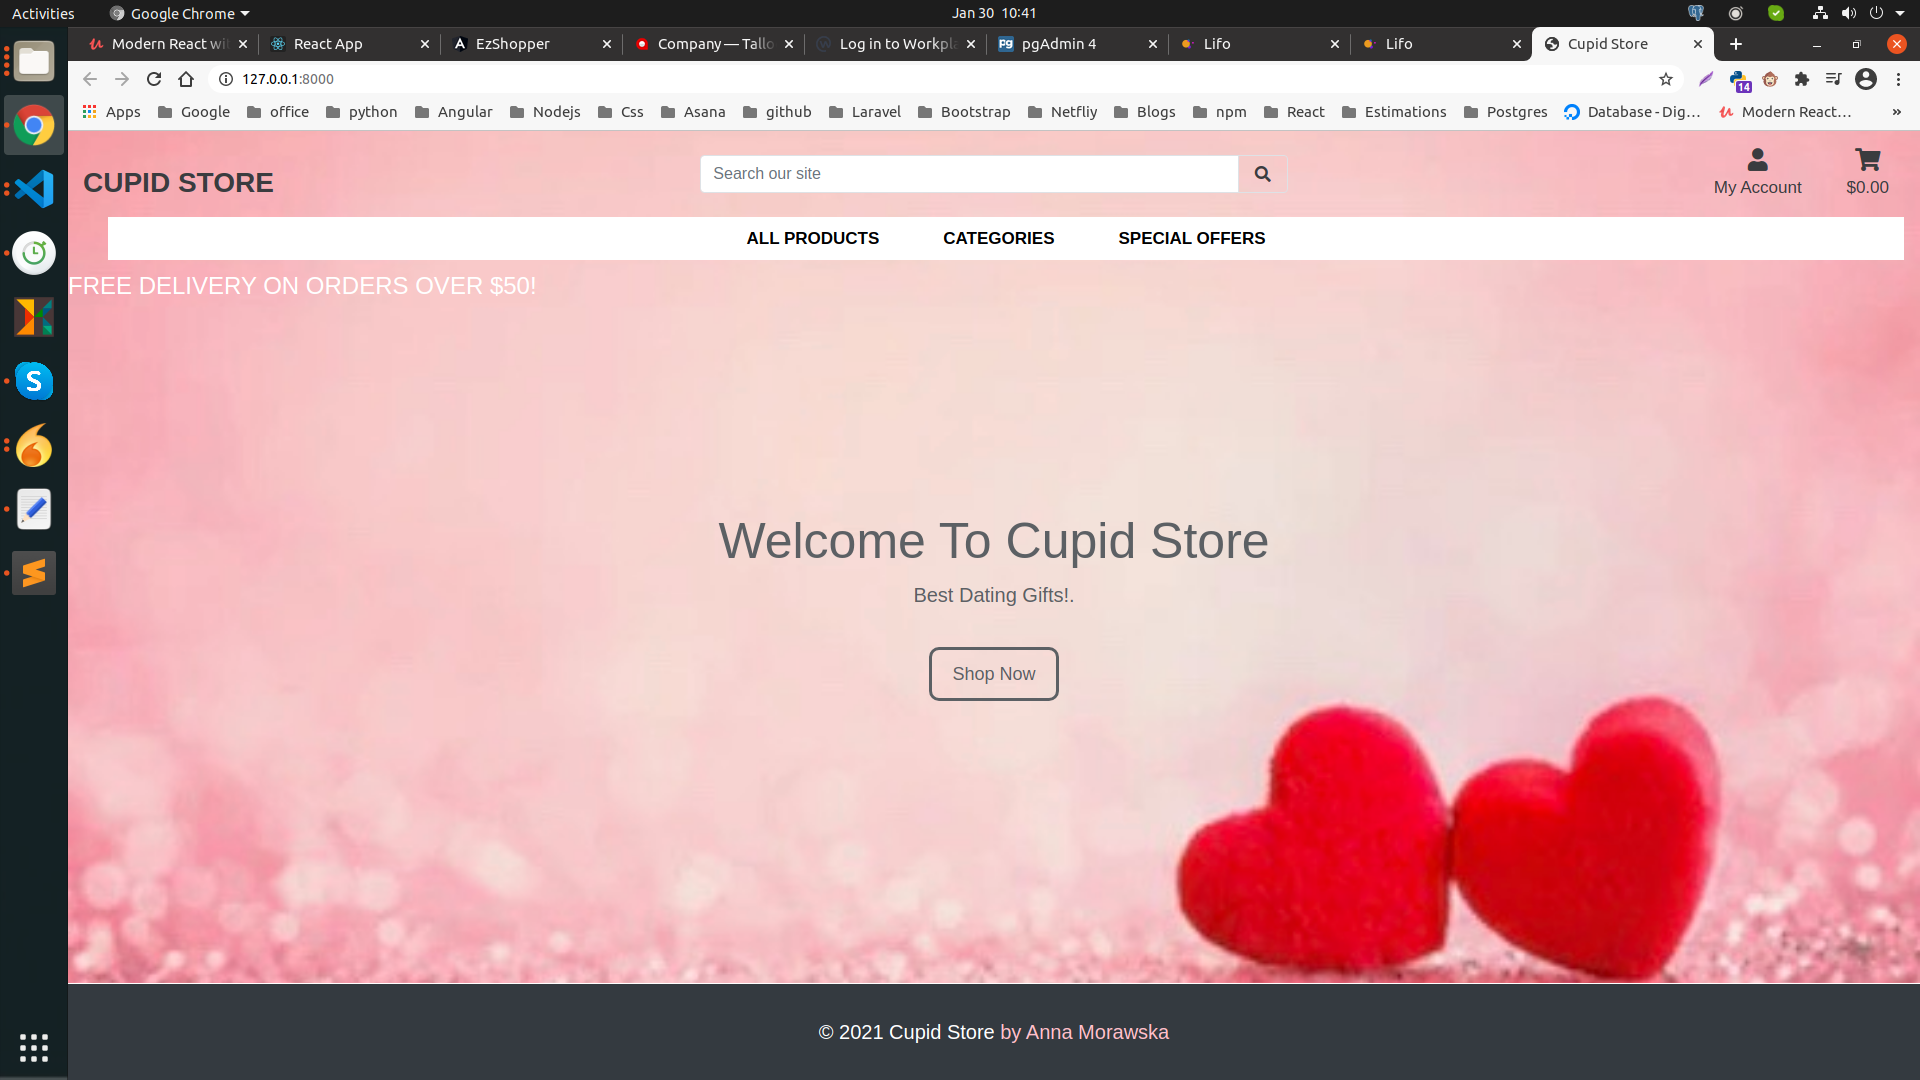 Activities
Google Chrome
Jan 30 10:41
Modern React wit
React App
EzShopper
Company — Tallo
Log in to Workpla
pgAdmin 4
Lifo
Lifo
Cupid Store
127.0.0.1:8000
14
Apps
Google
office
python
Angular
Nodejs
Css
Asana
github
Laravel
Bootstrap
Netfliy
Blogs
npm
React
Estimations
Postgres
Database - Dig...
Modern React...
»
CUPID STORE
Search our site
My Account
$0.00
ALL PRODUCTS
CATEGORIES
SPECIAL OFFERS
FREE DELIVERY ON ORDERS OVER $50!
Welcome To Cupid Store
Best Dating Gifts!.
Shop Now
© 2021 Cupid Store by Anna Morawska